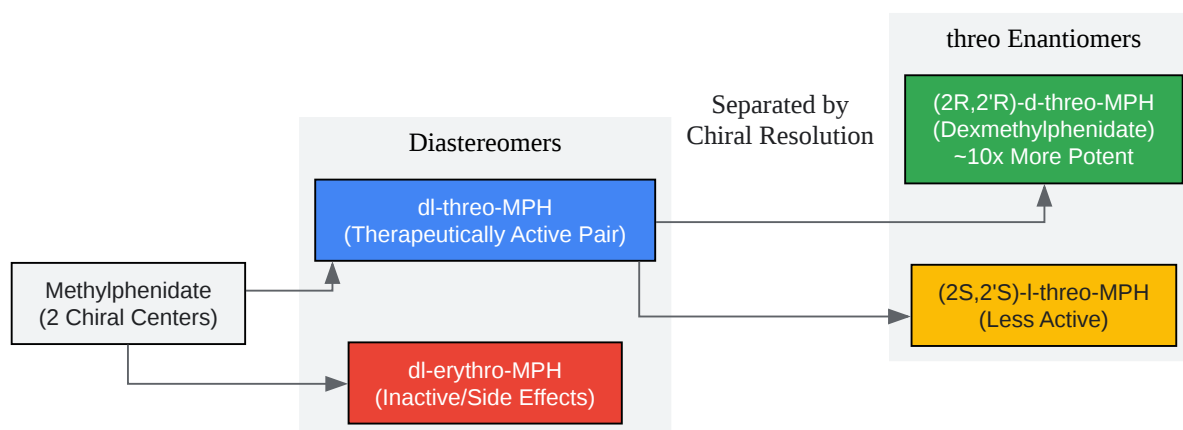 Methylphenidate
(2 Chiral Centers)
Diastereomers
dl-threo-MPH
(Therapeutically Active Pair)
dl-erythro-MPH
(Inactive/Side Effects)
Separated by
Chiral Resolution
threo Enantiomers
(2R,2'R)-d-threo-MPH
(Dexmethylphenidate)
~10x More Potent
(2S,2'S)-l-threo-MPH
(Less Active)